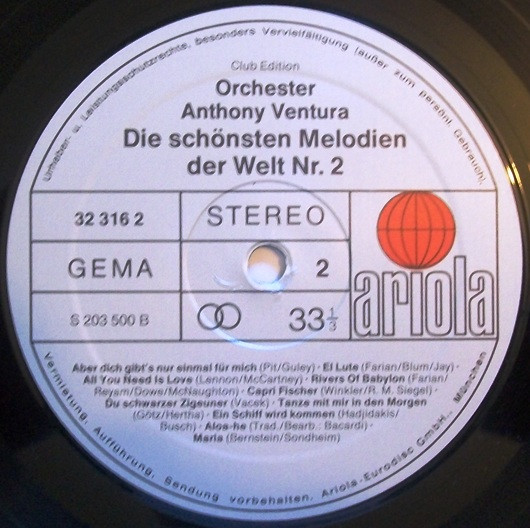 Urheber- u. Leistungsschutzrechte, besonders Vervielfältigung (außer zum persönl. Gebrauch),
Club Edition
Orchester
Anthony Ventura
Die schönsten Melodien
der Welt Nr. 2
32 316 2
STEREO
GEMA
2
ariola
S 203 500 B
33 1/3
Aber dich gibt's nur einmal für mich (Pit/Guley) · El Lute (Farian/Blum/Jay) ·
All You Need Is Love (Lennon/McCartney) · Rivers Of Babylon (Farian/
Reyam/Dowe/McNaughton) · Capri Fischer (Winkler/R. M. Siegel) ·
Du schwarzer Zigeuner (Vacek) · Tanze mit mir in den Morgen
(Götz/Hertha) · Ein Schiff wird kommen (Hadjidakis/
Busch) · Aloa-he (Trad./Bearb.: Bacardi) ·
Maria (Bernstein/Sondheim)
Vermietung, Aufführung, Sendung vorbehalten. Ariola-Eurodisc GmbH., München